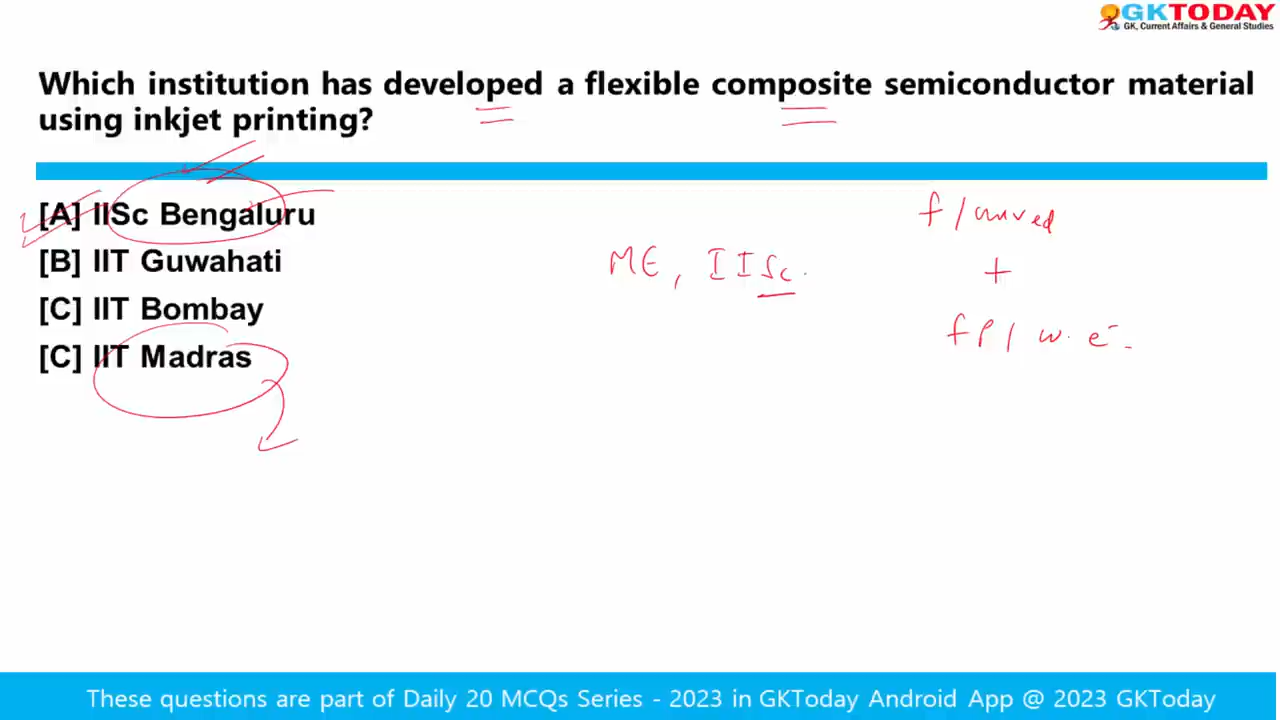 GKTODAY
GK, Current Affairs & General Studies
Which institution has developed a flexible composite semiconductor material
using inkjet printing?
[A] IISc Bengaluru
[B] IIT Guwahati
[C] IIT Bombay
[C] IIT Madras
ME, IISc.
f/curved
+
fP/ w. e-.
These questions are part of Daily 20 MCQs Series - 2023 in GKToday Android App @ 2023 GKToday